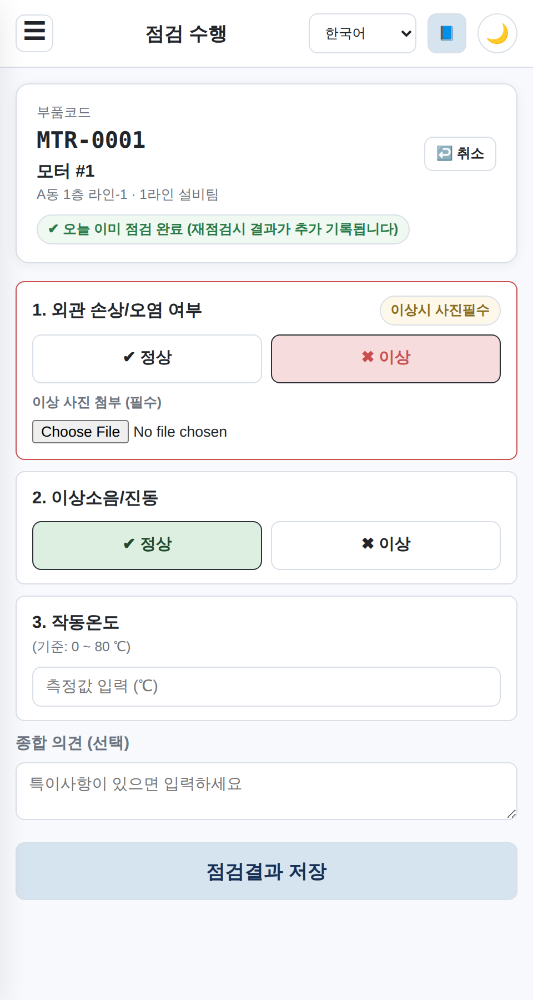 ☰
점검 수행
한국어
부품코드
MTR-0001
모터 #1
A동 1층 라인-1 · 1라인 설비팀
↩️ 취소
✔ 오늘 이미 점검 완료 (재점검시 결과가 추가 기록됩니다)
1. 외관 손상/오염 여부
이상시 사진필수
✔ 정상
✖ 이상
이상 사진 첨부 (필수)
Choose File No file chosen
2. 이상소음/진동
✔ 정상
✖ 이상
3. 작동온도
(기준: 0 ~ 80 ℃)
측정값 입력 (℃)
종합 의견 (선택)
특이사항이 있으면 입력하세요
점검결과 저장